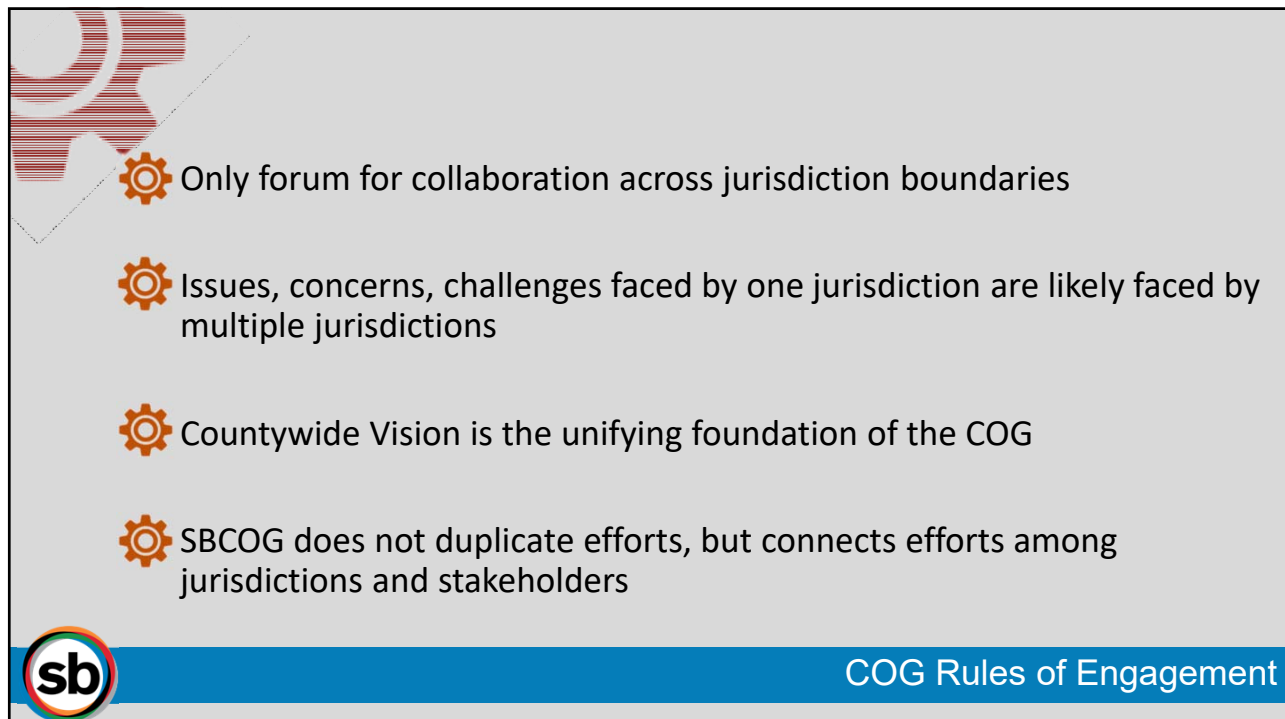 Only forum for collaboration across jurisdiction boundaries
Issues, concerns, challenges faced by one jurisdiction are likely faced by
multiple jurisdictions
Countywide Vision is the unifying foundation of the COG
SBCOG does not duplicate efforts, but connects efforts among
jurisdictions and stakeholders
sb
COG Rules of Engagement